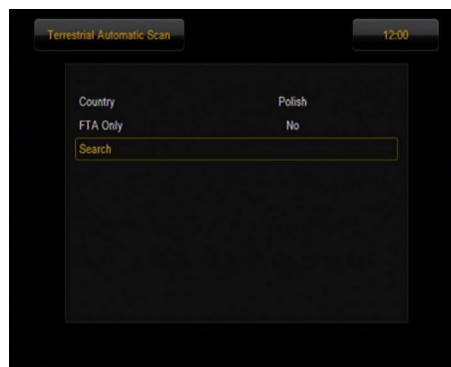 Terrestrial Automatic Scan 12:00
Country Polish
FTA Only No
Search